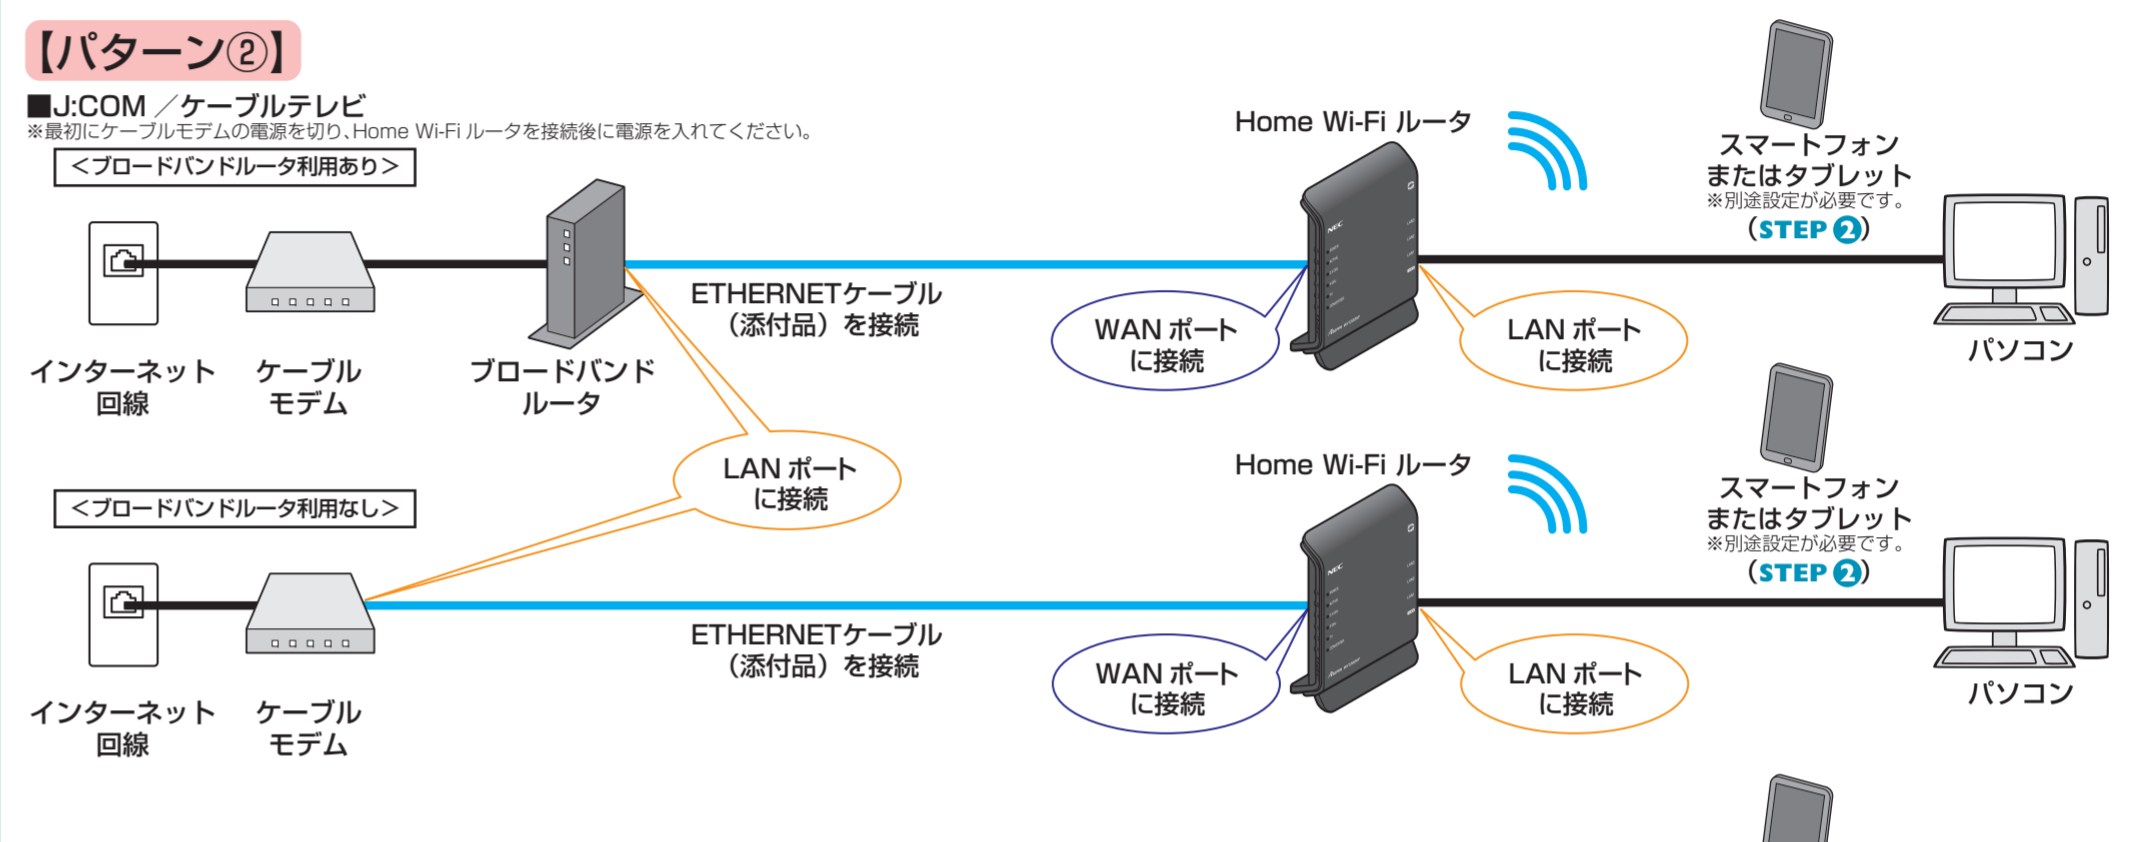 【パターン②】
■J:COM ／ケーブルテレビ
※最初にケーブルモデムの電源を切り、Home Wi-Fi ルータを接続後に電源を入れてください。
＜ブロードバンドルータ利用あり＞
インターネット
回線
ケーブル
モデム
ブロードバンド
ルータ
ETHERNETケーブル
（添付品）を接続
LAN ポート
に接続
WAN ポート
に接続
Home Wi-Fi ルータ
NEC
LAN ポート
に接続
スマートフォン
またはタブレット
※別途設定が必要です。
（STEP ❷）
パソコン
＜ブロードバンドルータ利用なし＞
インターネット
回線
ケーブル
モデム
ETHERNETケーブル
（添付品）を接続
WAN ポート
に接続
Home Wi-Fi ルータ
NEC
LAN ポート
に接続
スマートフォン
またはタブレット
※別途設定が必要です。
（STEP ❷）
パソコン